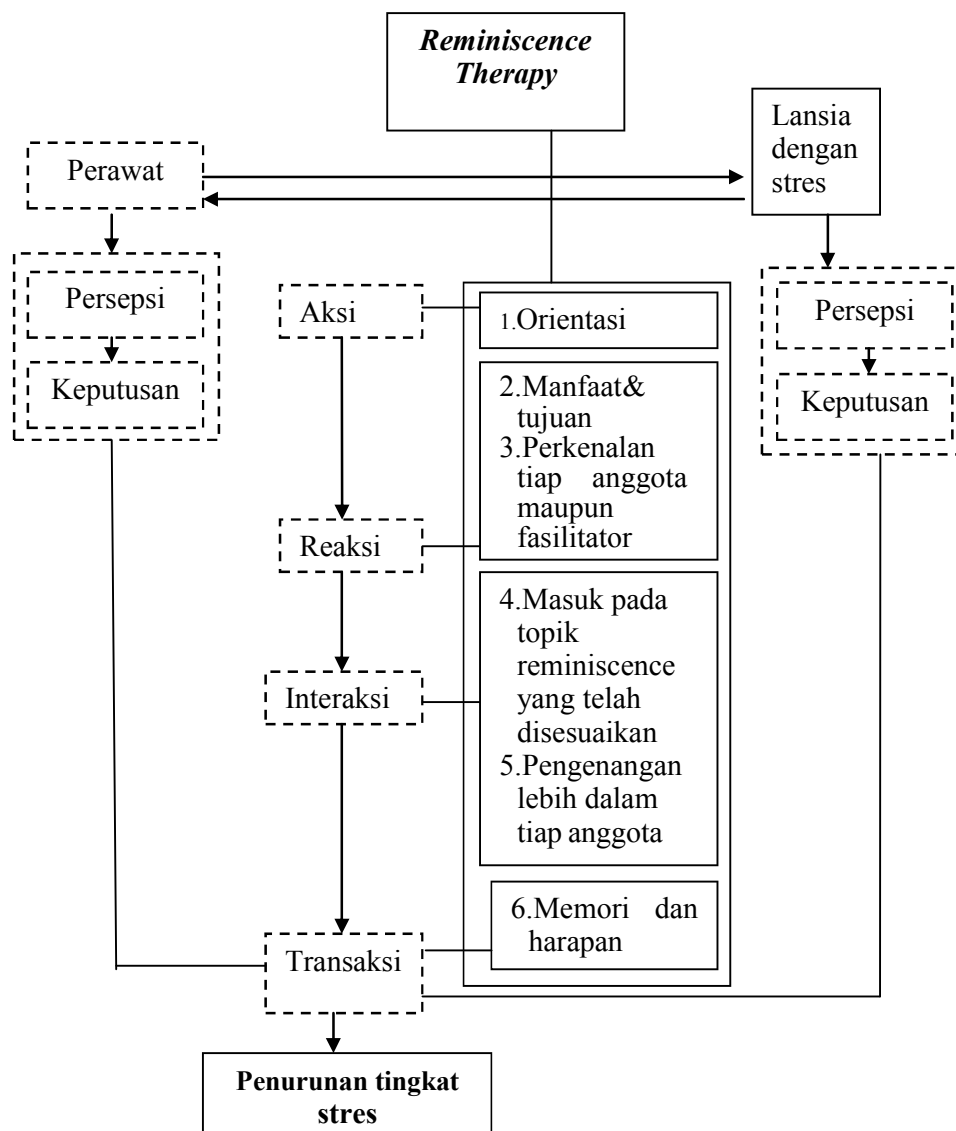 Reminiscence
Therapy
Lansia
dengan
stres
Perawat
Persepsi
Keputusan
Aksi
Reaksi
Interaksi
Transaksi
1.Orientasi
2.Manfaat&
tujuan
3.Perkenalan
tiap anggota
maupun
fasilitator
4.Masuk pada
topik
reminiscence
yang telah
disesuaikan
5.Pengenangan
lebih dalam
tiap anggota
6.Memori dan
harapan
Persepsi
Keputusan
Penurunan tingkat
stres